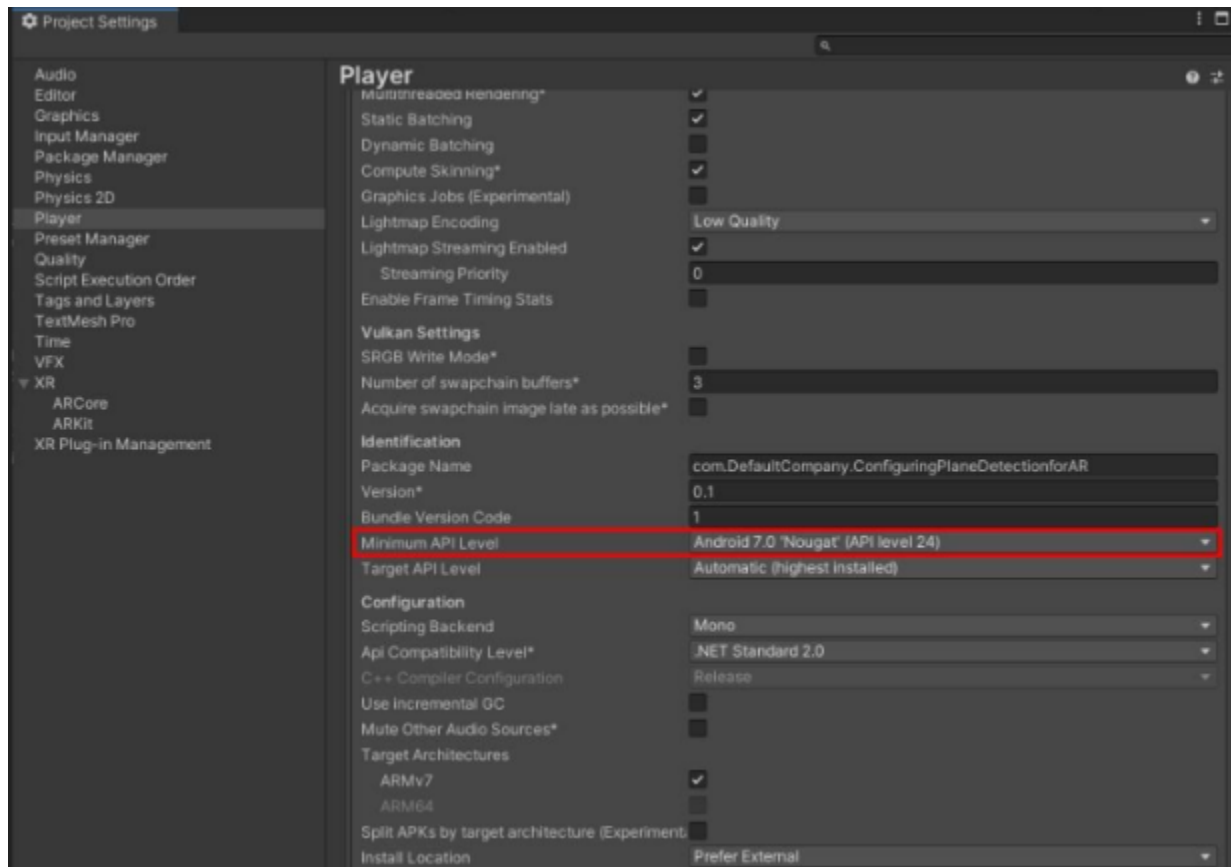 Project Settings
Audio
Editor
Graphics
Input Manager
Package Manager
Physics
Physics 2D
Player
Preset Manager
Quality
Script Execution Order
Tags and Layers
TextMesh Pro
Time
VFX
XR
ARCore
ARKit
XR Plug-in Management
Player
Multithreaded Rendering*
Static Batching
Dynamic Batching
Compute Skinning*
Graphics Jobs (Experimental)
Lightmap Encoding Low Quality
Lightmap Streaming Enabled
Streaming Priority 0
Enable Frame Timing Stats
Vulkan Settings
SRGB Write Mode*
Number of swapchain buffers* 3
Acquire swapchain image late as possible*
Identification
Package Name com.DefaultCompany.ConfiguringPlaneDetectionforAR
Version* 0.1
Bundle Version Code 1
Minimum API Level Android 7.0 'Nougat' (API level 24)
Target API Level Automatic (highest installed)
Configuration
Scripting Backend Mono
Api Compatibility Level* .NET Standard 2.0
C++ Compiler Configuration Release
Use incremental GC
Mute Other Audio Sources*
Target Architectures
ARMv7
ARM64
Split APKs by target architecture (Experiment
Install Location Prefer External